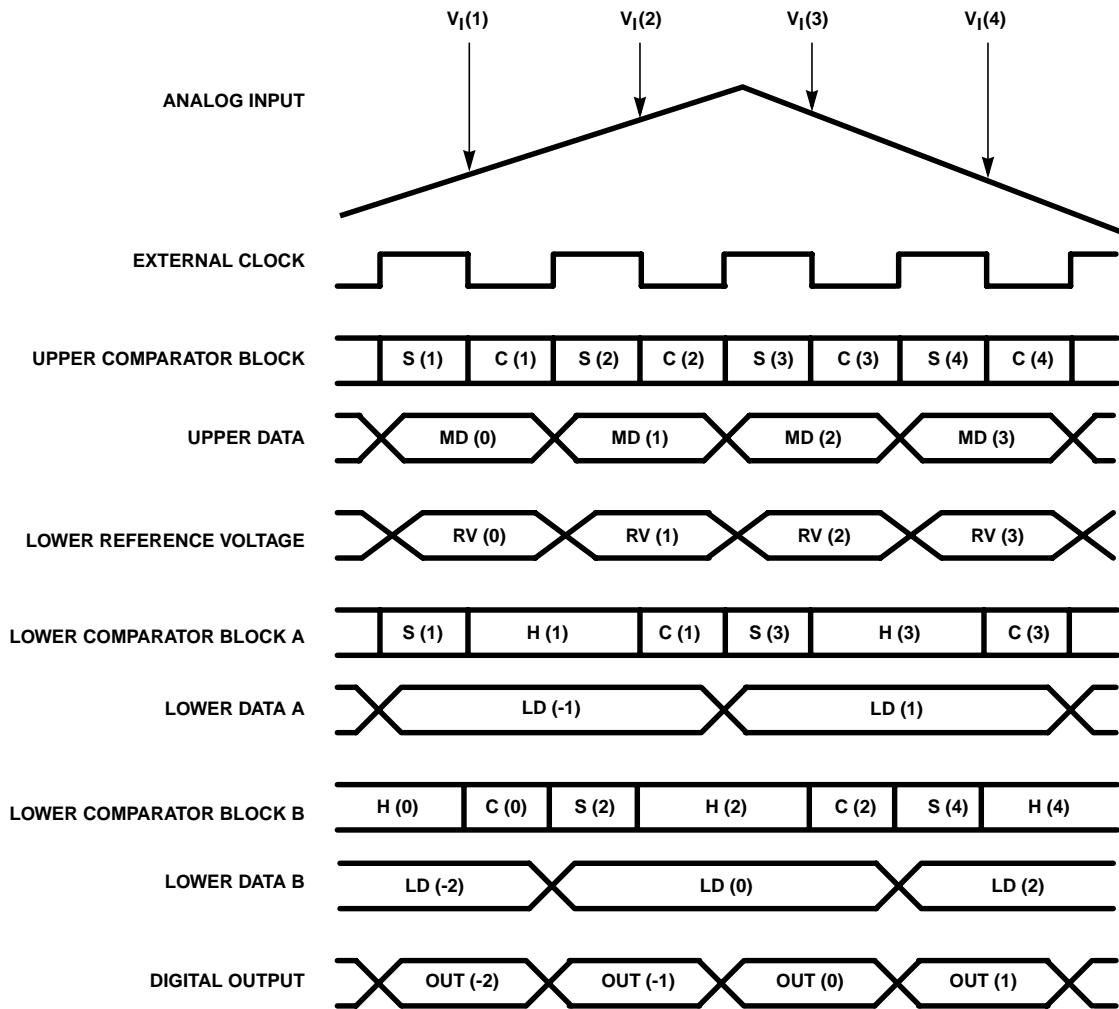 VI(1) VI(2) VI(3) VI(4)
ANALOG INPUT
EXTERNAL CLOCK
UPPER COMPARATOR BLOCK S (1) C (1) S (2) C (2) S (3) C (3) S (4) C (4)
UPPER DATA MD (0) MD (1) MD (2) MD (3)
LOWER REFERENCE VOLTAGE RV (0) RV (1) RV (2) RV (3)
LOWER COMPARATOR BLOCK A S (1) H (1) C (1) S (3) H (3) C (3)
LOWER DATA A LD (-1) LD (1)
LOWER COMPARATOR BLOCK B H (0) C (0) S (2) H (2) C (2) S (4) H (4)
LOWER DATA B LD (-2) LD (0) LD (2)
DIGITAL OUTPUT OUT (-2) OUT (-1) OUT (0) OUT (1)